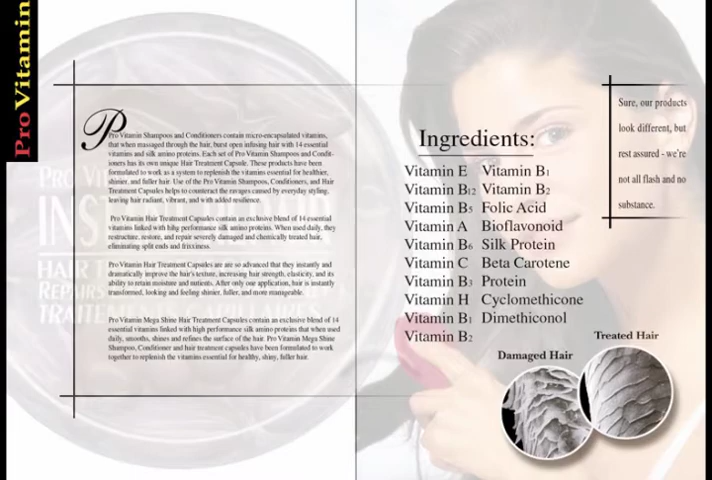 ProVitamin
Pro Vitamin Shampoos and Conditioners contain micro-encapsulated vitamins,
that when massaged through the hair, burst open infusing hair with 14 essential
vitamins and silk amino proteins. Each set of Pro Vitamin Shampoos and Condit-
ioners has its own unique Hair Treatment Capsule. These products have been
formulated to work as a system to replenish the vitamins essential for healthier,
shinier, and fuller hair. Use of the Pro Vitamin Shampoos, Conditioners, and Hair
Treatment Capsules helps to counteract the ravages caused by everyday styling,
leaving hair radiant, vibrant, and with added resilience.
Pro Vitamin Hair Treatment Capsules contain an exclusive blend of 14 essential
vitamins linked with high performance silk amino proteins. When used daily, they
restructure, restore, and repair severely damaged and chemically treated hair,
eliminating split ends and frizziness.
Pro Vitamin Hair Treatment Capsules are are so advanced that they instantly and
dramatically improve the hair's texture, increasing hair strength, elasticity, and its
ability to retain moisture and nutients. After only one application, hair is instantly
transformed, looking and feeling shinier, fuller, and more manageable.
Pro Vitamin Mega Shine Hair Treatment Capsules contain an exclusive blend of 14
essential vitamins linked with high performance silk amino proteins that when used
daily, smooths, shines and refines the surface of the hair. Pro Vitamin Mega Shine
Shampoo, Conditioner and hair treatment capsules have been formulated to work
together to replenish the vitamins essential for healthy, shiny, fuller hair.
PRO V
INS
HAIR T
REPAIRS
TRAITE
Ingredients:
Vitamin E Vitamin B1
Vitamin B12 Vitamin B2
Vitamin B5 Folic Acid
Vitamin A Bioflavonoid
Vitamin B6 Silk Protein
Vitamin C Beta Carotene
Vitamin B3 Protein
Vitamin H Cyclomethicone
Vitamin B1 Dimethiconol
Vitamin B2
Sure, our products
look different, but
rest assured - we're
not all flash and no
substance.
Treated Hair
Damaged Hair